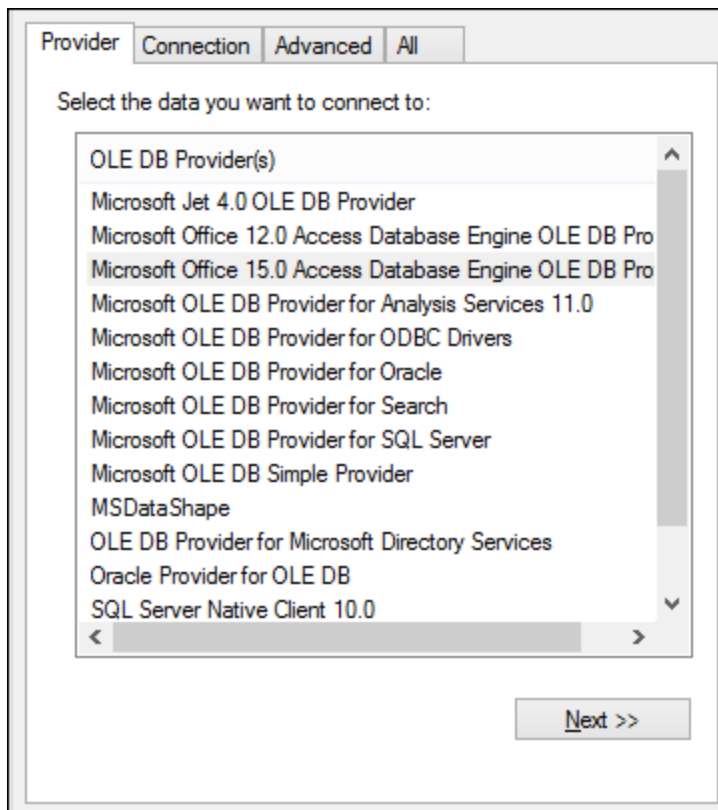 Provider Connection Advanced All
Select the data you want to connect to:
OLE DB Provider(s)
Microsoft Jet 4.0 OLE DB Provider
Microsoft Office 12.0 Access Database Engine OLE DB Pro
Microsoft Office 15.0 Access Database Engine OLE DB Pro
Microsoft OLE DB Provider for Analysis Services 11.0
Microsoft OLE DB Provider for ODBC Drivers
Microsoft OLE DB Provider for Oracle
Microsoft OLE DB Provider for Search
Microsoft OLE DB Provider for SQL Server
Microsoft OLE DB Simple Provider
MSDataShape
OLE DB Provider for Microsoft Directory Services
Oracle Provider for OLE DB
SQL Server Native Client 10.0
Next >>